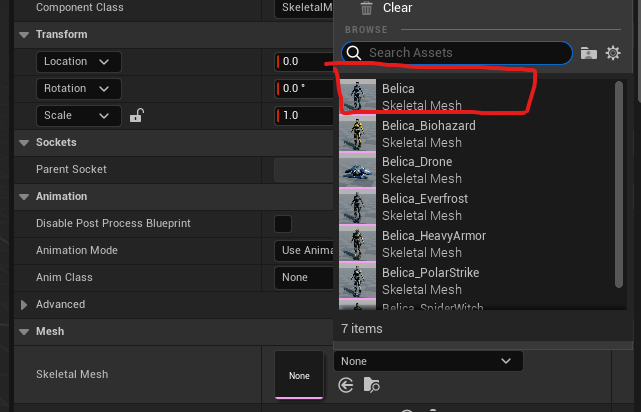 Component Class
SkeletalM
Clear
BROWSE
Transform
Search Assets
Location
0.0
Rotation
0.0 °
Scale
1.0
Belica
Skeletal Mesh
Belica_Biohazard
Skeletal Mesh
Belica_Drone
Skeletal Mesh
Belica_Everfrost
Skeletal Mesh
Belica_HeavyArmor
Skeletal Mesh
Belica_PolarStrike
Skeletal Mesh
Belica_SpiderWitch
7 items
Sockets
Parent Socket
Animation
Disable Post Process Blueprint
Animation Mode
Use Anima
Anim Class
None
Advanced
Mesh
Skeletal Mesh
None
None